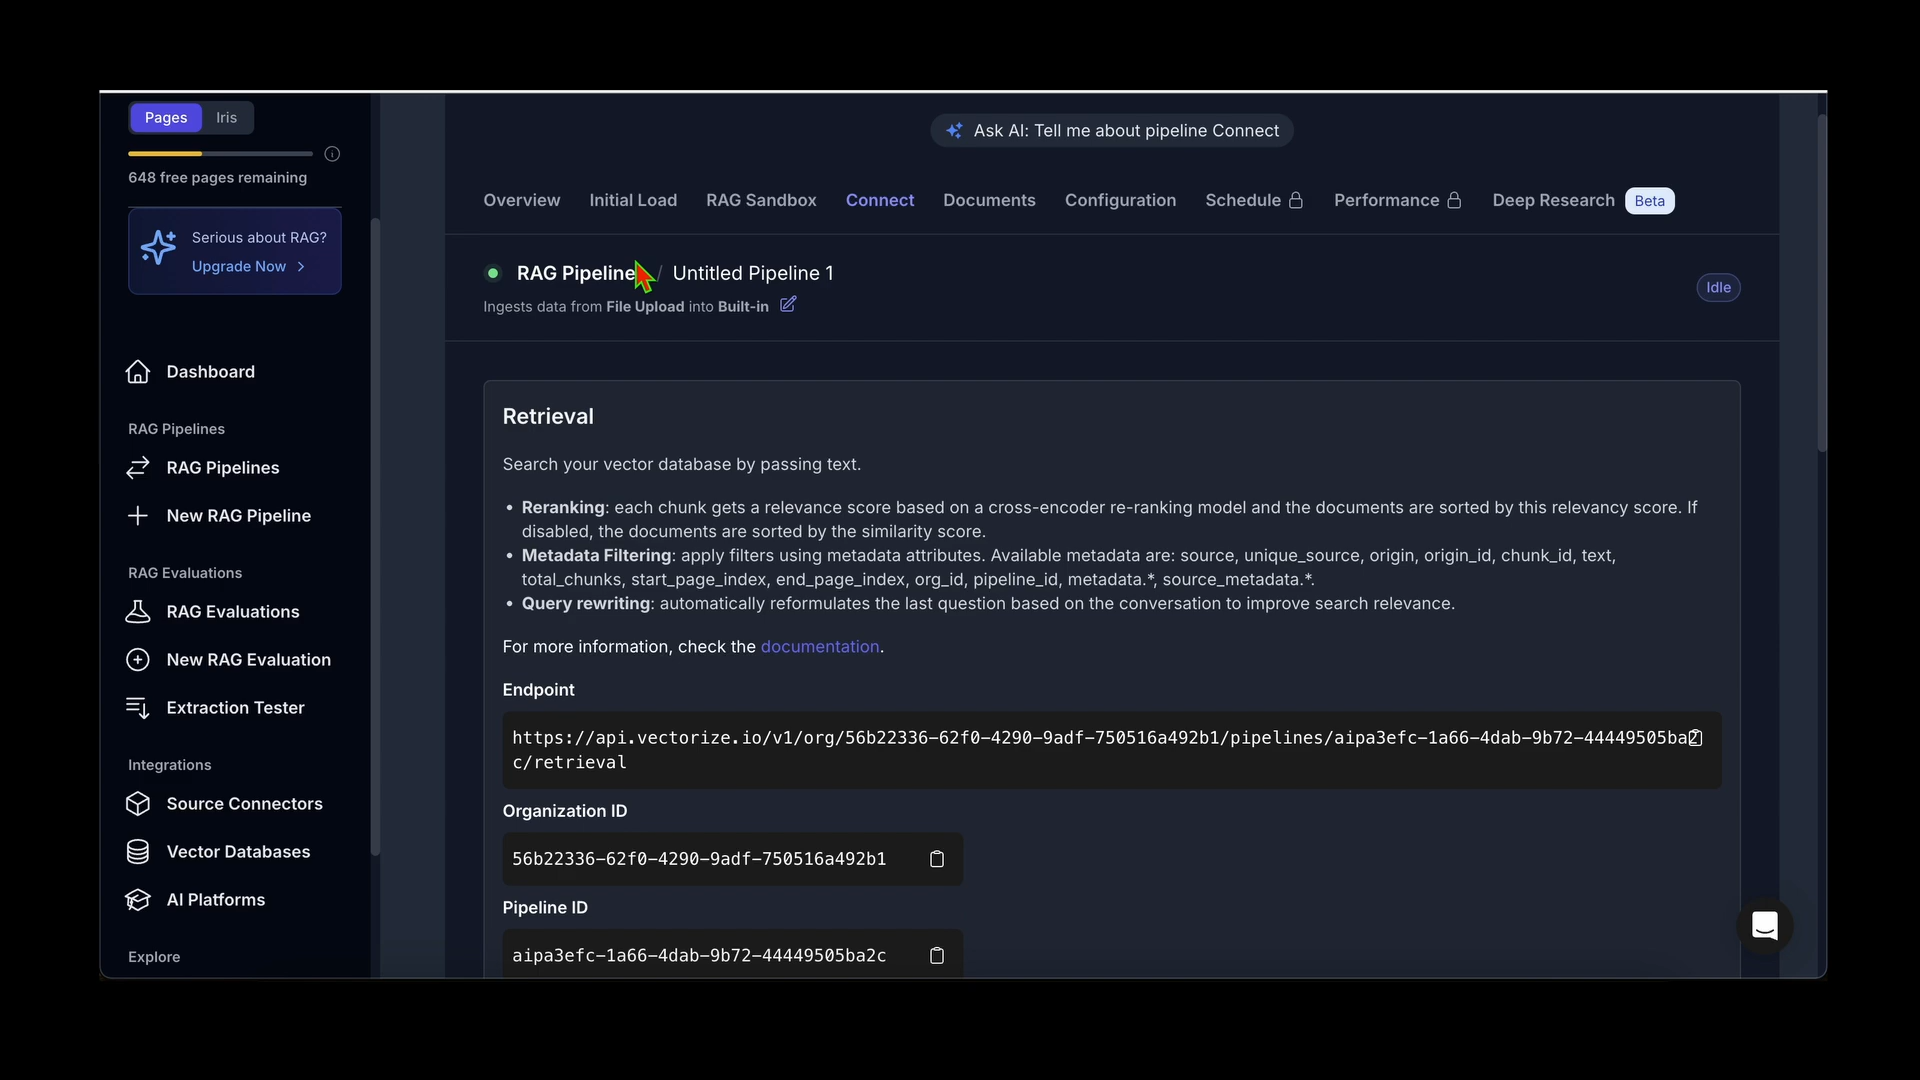 Pages Iris
648 free pages remaining
Serious about RAG?
Upgrade Now
Dashboard
RAG Pipelines
RAG Pipelines
New RAG Pipeline
RAG Evaluations
RAG Evaluations
New RAG Evaluation
Extraction Tester
Integrations
Source Connectors
Vector Databases
AI Platforms
Explore
Ask AI: Tell me about pipeline Connect
Overview Initial Load RAG Sandbox Connect Documents Configuration Schedule Performance Deep Research Beta
RAG Pipeline / Untitled Pipeline 1
Ingests data from File Upload into Built-in
Idle
Retrieval
Search your vector database by passing text.
• Reranking: each chunk gets a relevance score based on a cross-encoder re-ranking model and the documents are sorted by this relevancy score. If
disabled, the documents are sorted by the similarity score.
• Metadata Filtering: apply filters using metadata attributes. Available metadata are: source, unique_source, origin, origin_id, chunk_id, text,
total_chunks, start_page_index, end_page_index, org_id, pipeline_id, metadata.*, source_metadata.*.
• Query rewriting: automatically reformulates the last question based on the conversation to improve search relevance.
For more information, check the documentation.
Endpoint
https://api.vectorize.io/v1/org/56b22336-62f0-4290-9adf-750516a492b1/pipelines/aipa3efc-1a66-4dab-9b72-44449505ba2
c/retrieval
Organization ID
56b22336-62f0-4290-9adf-750516a492b1
Pipeline ID
aipa3efc-1a66-4dab-9b72-44449505ba2c